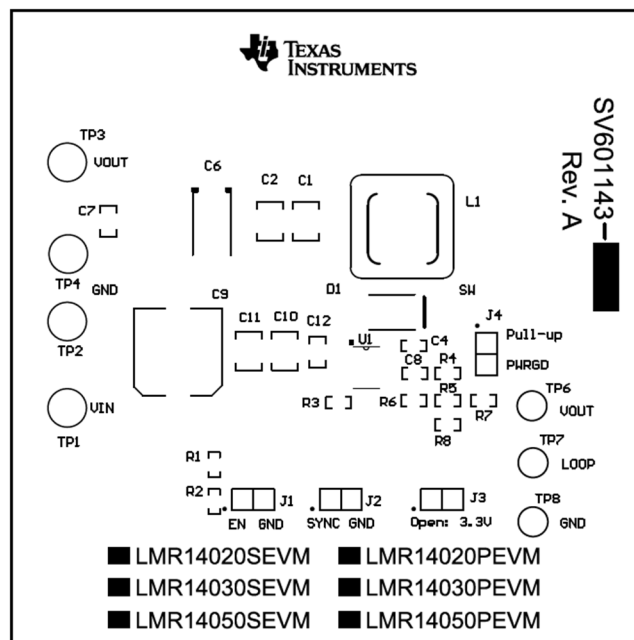 TEXAS
INSTRUMENTS
SV601143-
Rev. A
TP3
VOUT
C6
C2
C1
C7
L1
TP4
GND
D1
SW
C9
J4
TP2
C11
C10
C12
U1
C4
Pull-up
C8
R4
PWRGD
R5
TP6
VIN
R3
R6
R7
VOUT
TP1
R8
TP7
R1
LOOP
R2
J1
J2
J3
TP8
EN GND
SYNC GND
Open: 3.3V
GND
LMR14020SEVM
LMR14020PEVM
LMR14030SEVM
LMR14030PEVM
LMR14050SEVM
LMR14050PEVM